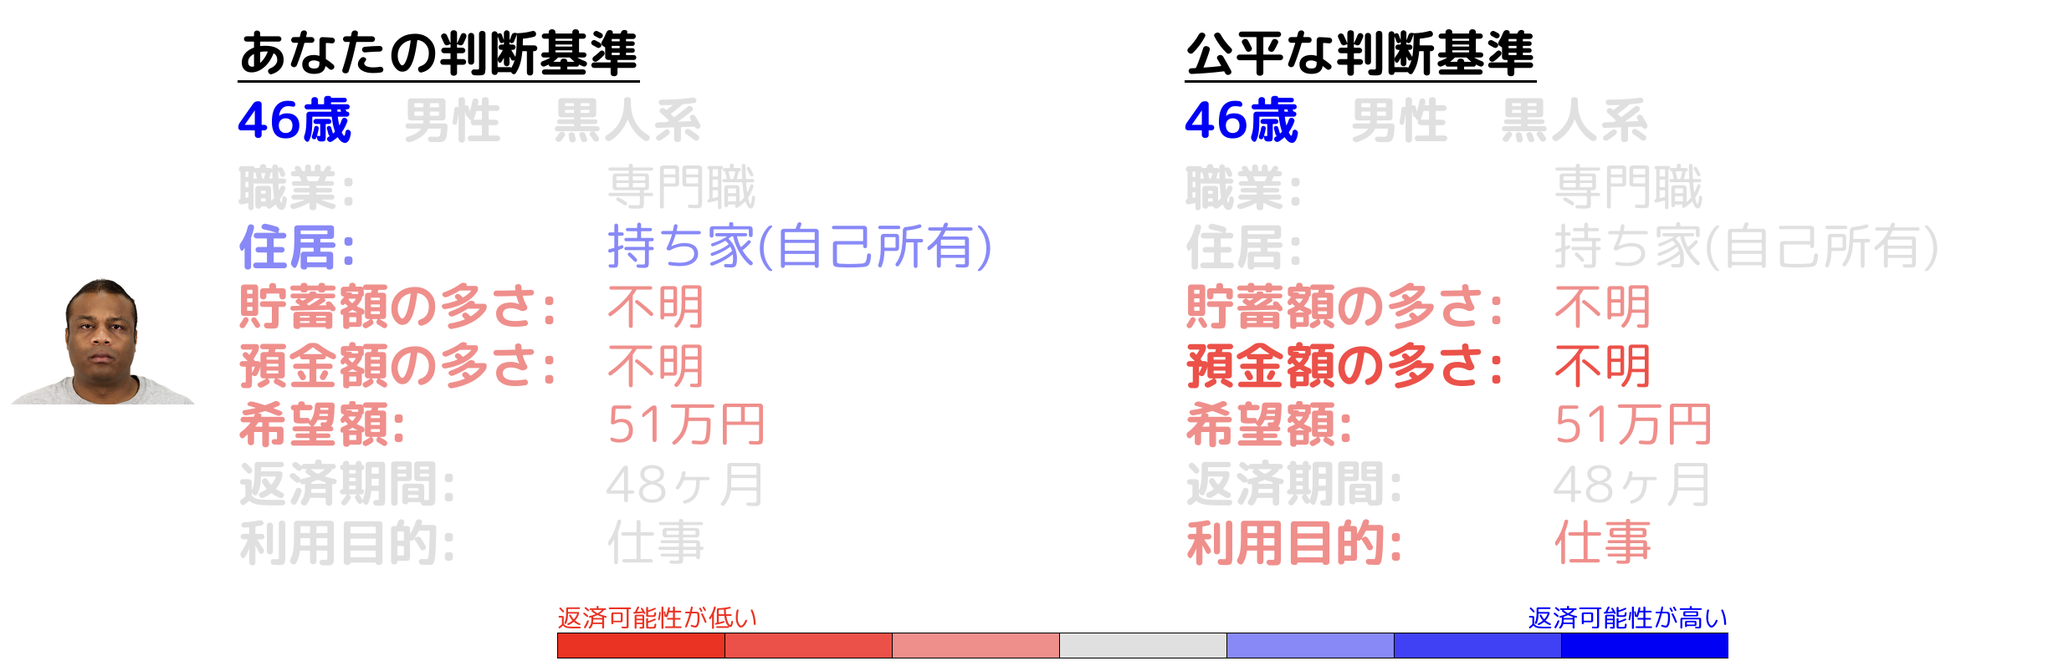 あなたの判断基準
46歳 男性 黒人系
職業: 専門職
住居: 持ち家(自己所有)
貯蓄額の多さ: 不明
預金額の多さ: 不明
希望額: 51万円
返済期間: 48ヶ月
利用目的: 仕事
公平な判断基準
46歳 男性 黒人系
職業: 専門職
住居: 持ち家(自己所有)
貯蓄額の多さ: 不明
預金額の多さ: 不明
希望額: 51万円
返済期間: 48ヶ月
利用目的: 仕事
返済可能性が低い 返済可能性が高い